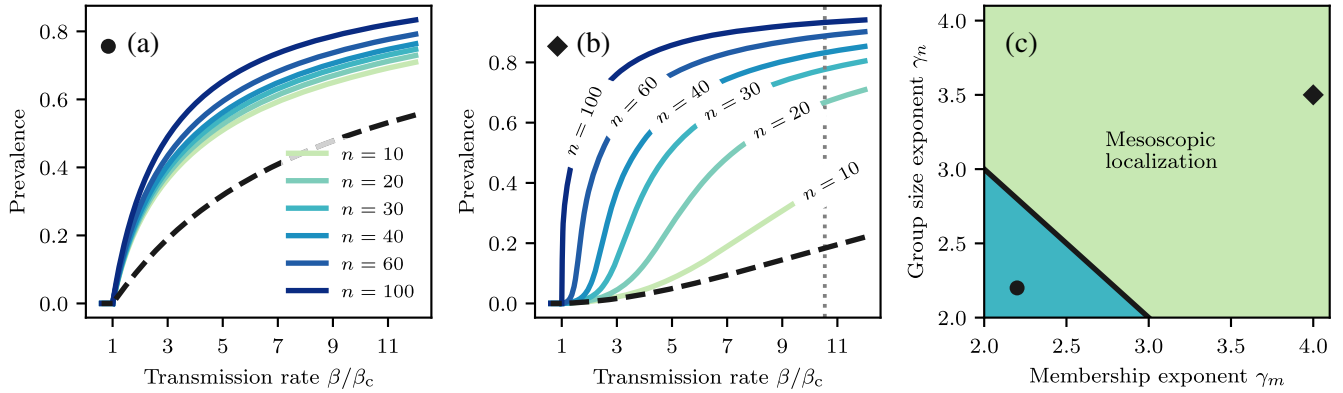 (a)
0.8
0.6
0.4
0.2
0.0
Prevalence
n = 10
n = 20
n = 30
n = 40
n = 60
n = 100
1 3 5 7 9 11
Transmission rate β/βc
(b)
0.8
0.6
0.4
0.2
0.0
Prevalence
n = 100
n = 60
n = 40
n = 30
n = 20
n = 10
1 3 5 7 9 11
Transmission rate β/βc
(c)
4.0
3.5
3.0
2.5
2.0
Group size exponent γn
Mesoscopic
localization
2.0 2.5 3.0 3.5 4.0
Membership exponent γm